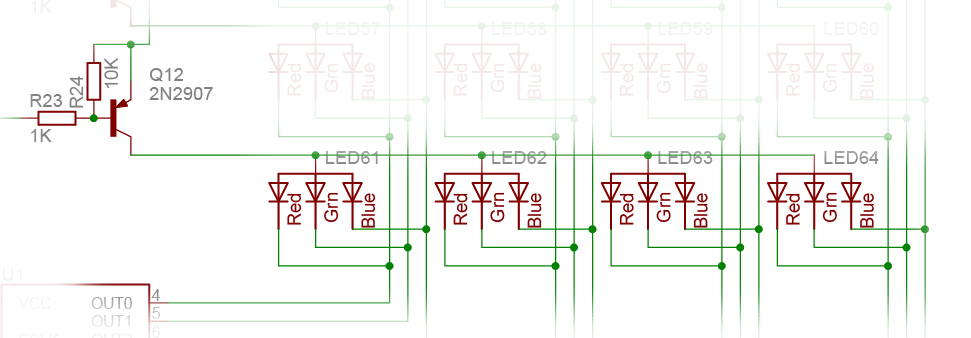 1K
LED57 LED58 LED59 LED60
Red Grn Blue Red Grn Blue Red Grn Blue Red Grn Blue
Q12
2N2907
R24
10K
R23
1K
LED61 LED62 LED63 LED64
Red Grn Blue Red Grn Blue Red Grn Blue Red Grn Blue
U1
VCC OUT0 4
OUT1 5
6